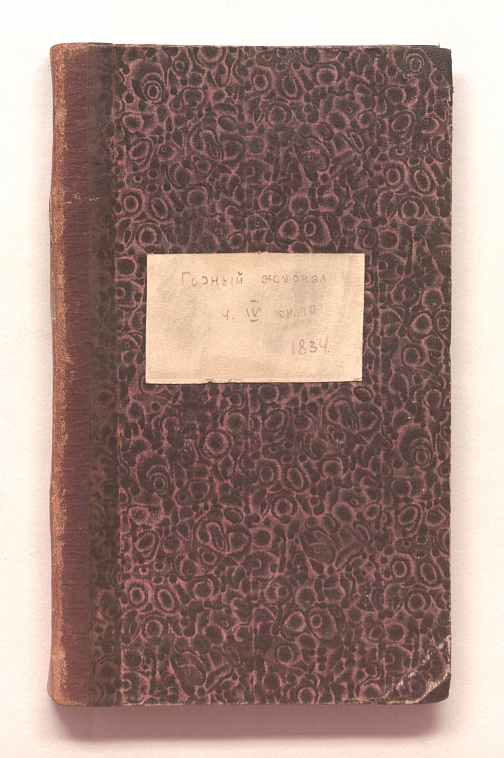 Горный журнал
ч. IV кн. 10
1834.